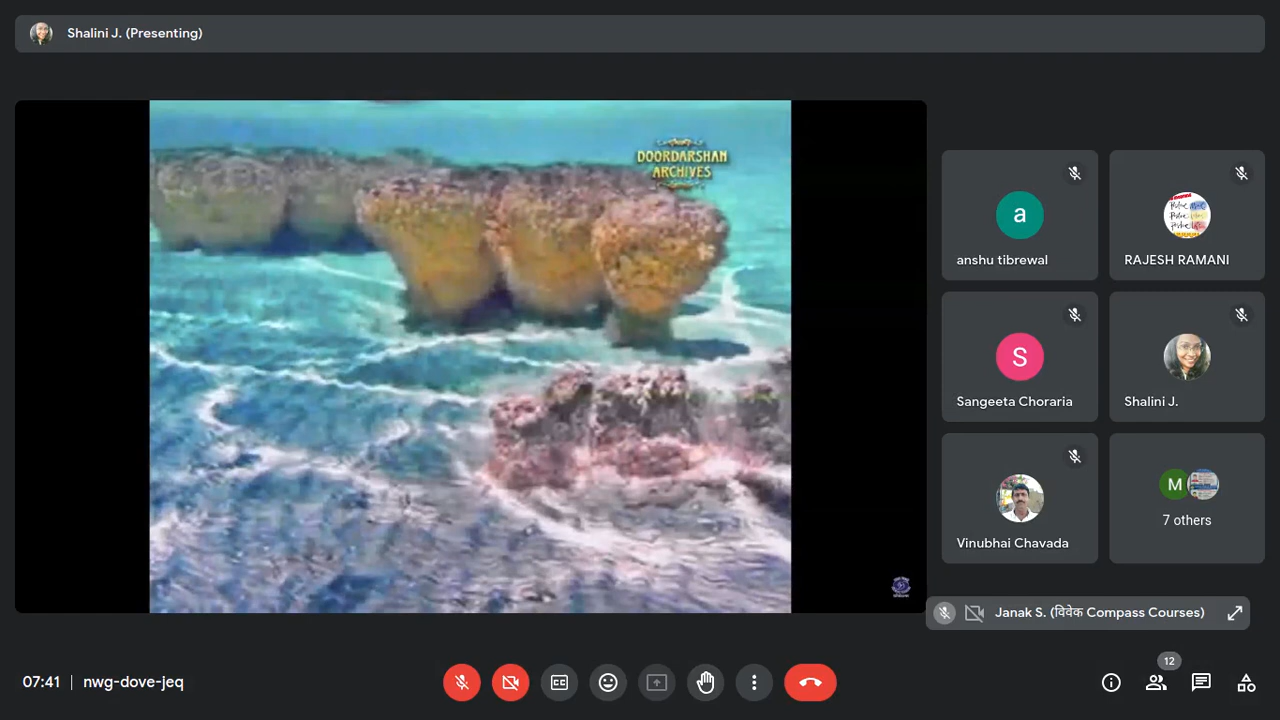 Shalini J. (Presenting)
DOORDARSHAN
ARCHIVES
a
anshu tibrewal
RAJESH RAMANI
S
Sangeeta Choraria
Shalini J.
Vinubhai Chavada
M
7 others
Janak S. (विवेक Compass Courses)
07:41 | nwg-dove-jeq
CC
12